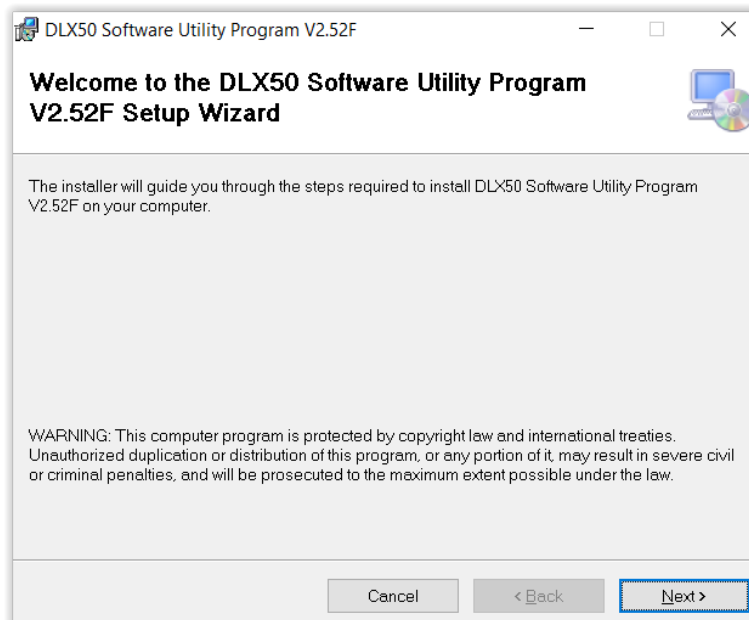 DLX50 Software Utility Program V2.52F
Welcome to the DLX50 Software Utility Program
V2.52F Setup Wizard
The installer will guide you through the steps required to install DLX50 Software Utility Program
V2.52F on your computer.
WARNING: This computer program is protected by copyright law and international treaties.
Unauthorized duplication or distribution of this program, or any portion of it, may result in severe civil
or criminal penalties, and will be prosecuted to the maximum extent possible under the law.
Cancel < Back Next >